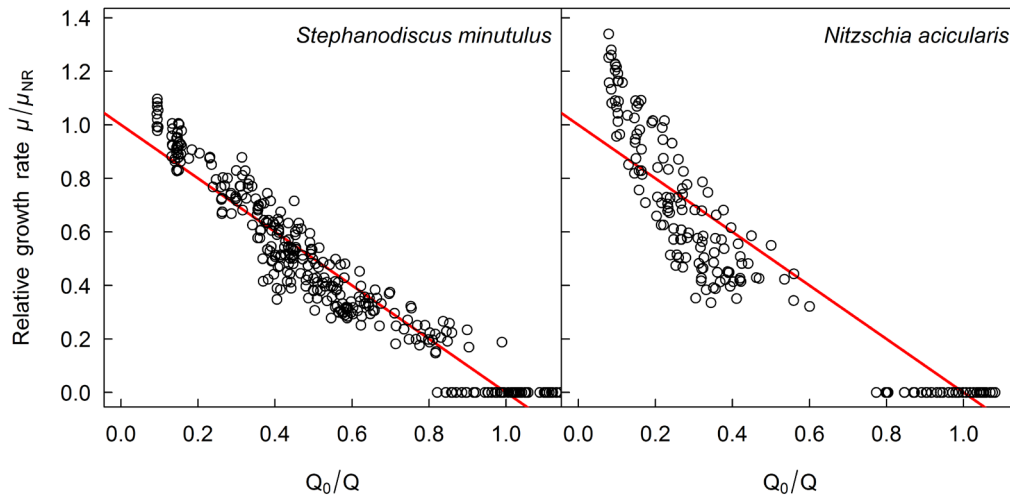 Stephanodiscus minutulus
Nitzschia acicularis
Relative growth rate μ/μNR
1.4
1.2
1.0
0.8
0.6
0.4
0.2
0.0
0.0 0.2 0.4 0.6 0.8 1.0
0.0 0.2 0.4 0.6 0.8 1.0
Q0/Q
Q0/Q